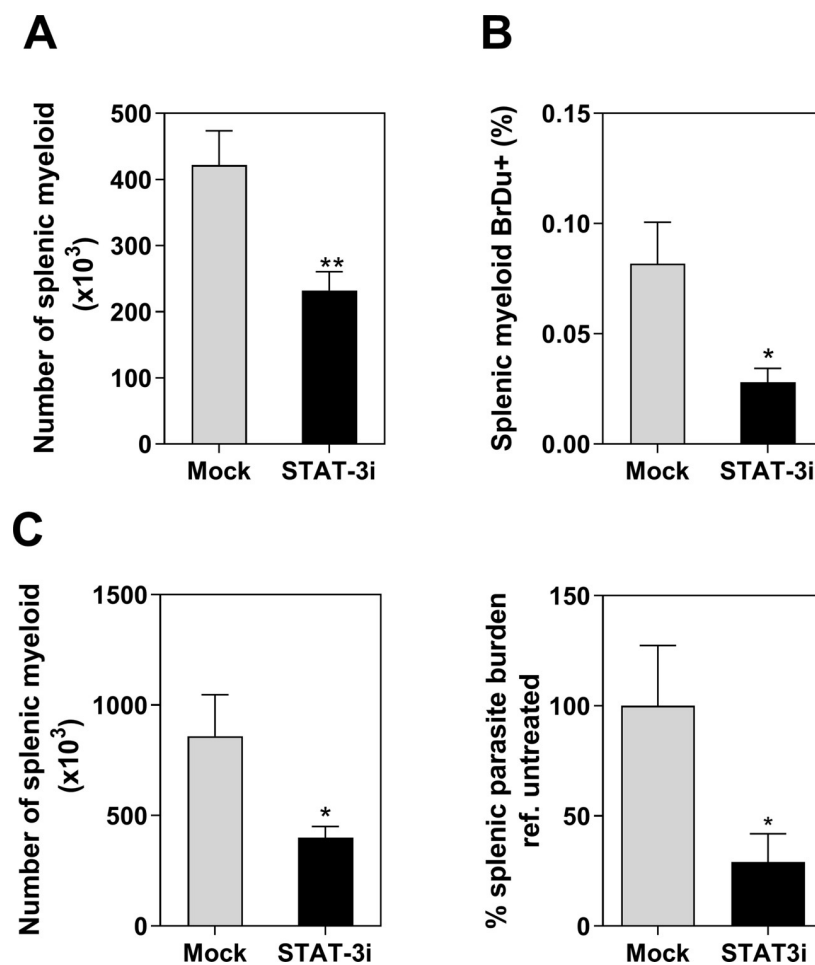 A
Number of splenic myeloid
(x10³)
500
400
300
200
100
0
**
Mock
STAT-3i
B
Splenic myeloid BrDu+ (%)
0.15
0.10
0.05
0.00
*
Mock
STAT-3i
C
Number of splenic myeloid
(x10³)
1500
1000
500
0
*
Mock
STAT-3i
% splenic parasite burden
ref. untreated
150
100
50
0
*
Mock
STAT3i